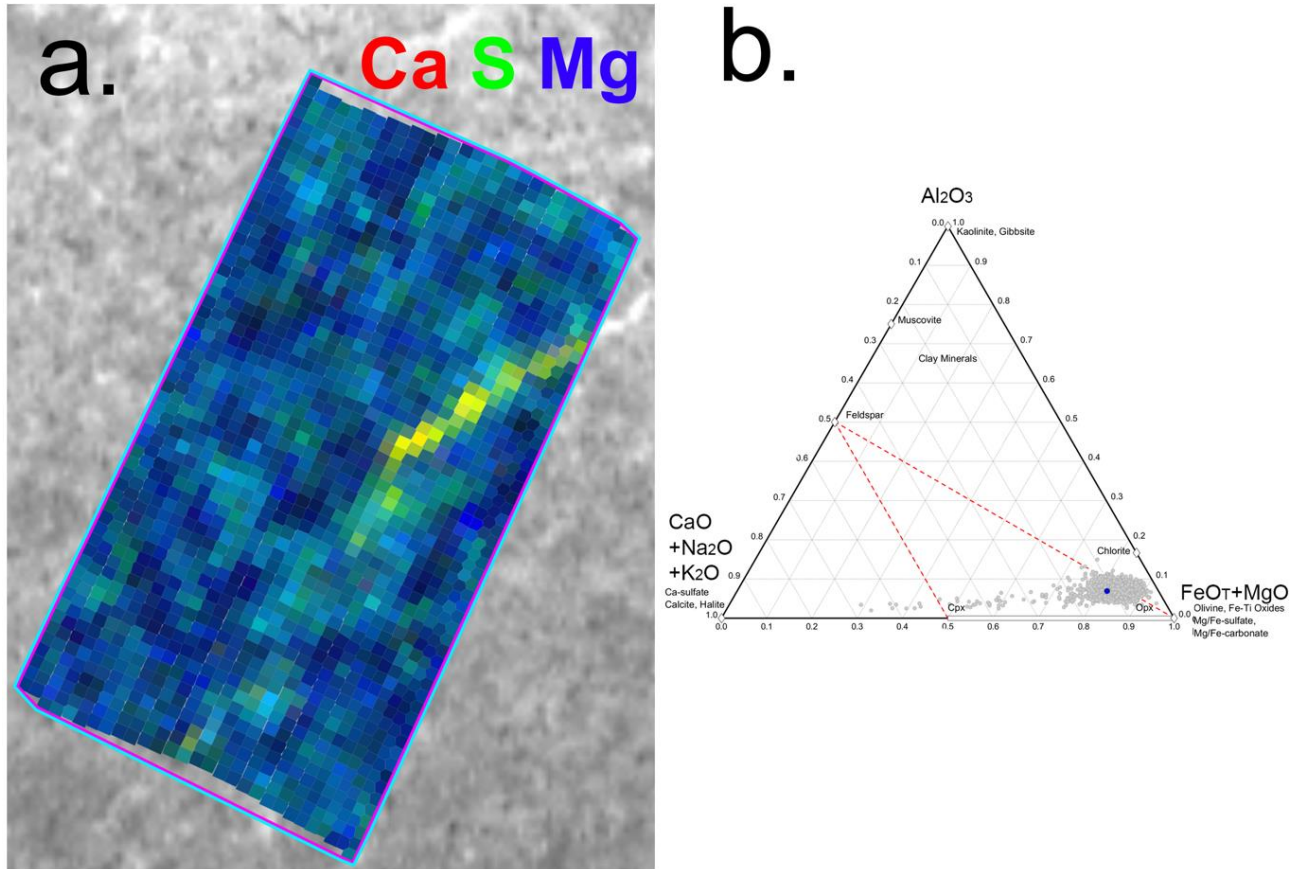 a.
Ca S Mg
b.
Al2O3
0.0 1.0
Kaolinite, Gibbsite
0.1 0.9
0.2 0.8
Muscovite
0.3 0.7
Clay Minerals
0.4 0.6
Feldspar
0.5 0.5
0.6 0.4
0.7 0.3
CaO
+Na2O
+K2O
0.8 0.2
Chlorite
0.9 0.1
Ca-sulfate
Calcite, Halite
1.0
Cpx
Opx
0.0
FeOT+MgO
Olivine, Fe-Ti Oxides
Mg/Fe-sulfate,
Mg/Fe-carbonate
0.0 0.1 0.2 0.3 0.4 0.5 0.6 0.7 0.8 0.9 1.0